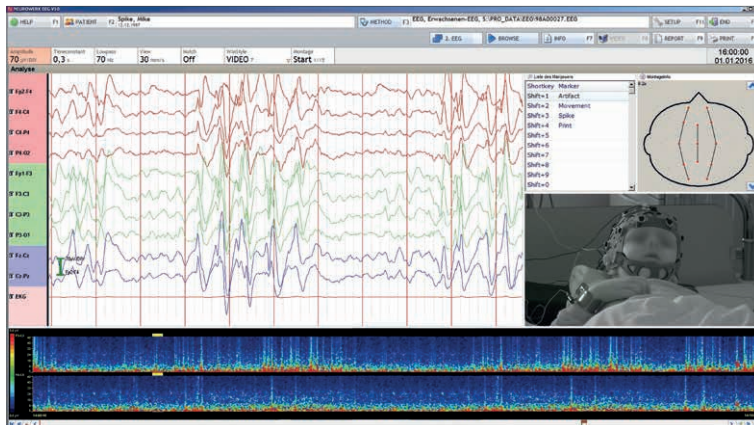 NEUROWERK EEG
HELP F1 PATIENT F2 Spike, Mike METHOD F3 EEG, Erwachsenen-EEG, S:\PRO_DATA\EEG\98A00027.EEG SETUP F11 END
2. EEG BROWSE INFO F7 F8 REPORT F9 PRINT
Amplitude Timeconstant Lowpass View Notch TimeStyle Montage
70 0,3 s 70 Hz 30 mm/s Off VIDEO Start
16:00:00
01.01.2016
Analyse
Fp2.F4
F4-C4
C4.P4
P4-O2
Fp1-F3
F3.C3
C3-P3
P3-O1
Fz.Cz
Cz.Pz
EKG
Shortkey Marker
Shift+1 Artifact
Shift+2 Movement
Shift+3 Spike
Shift+4 Print
Shift+5
Shift+6
Shift+7
Shift+8
Shift+9
Shift+0